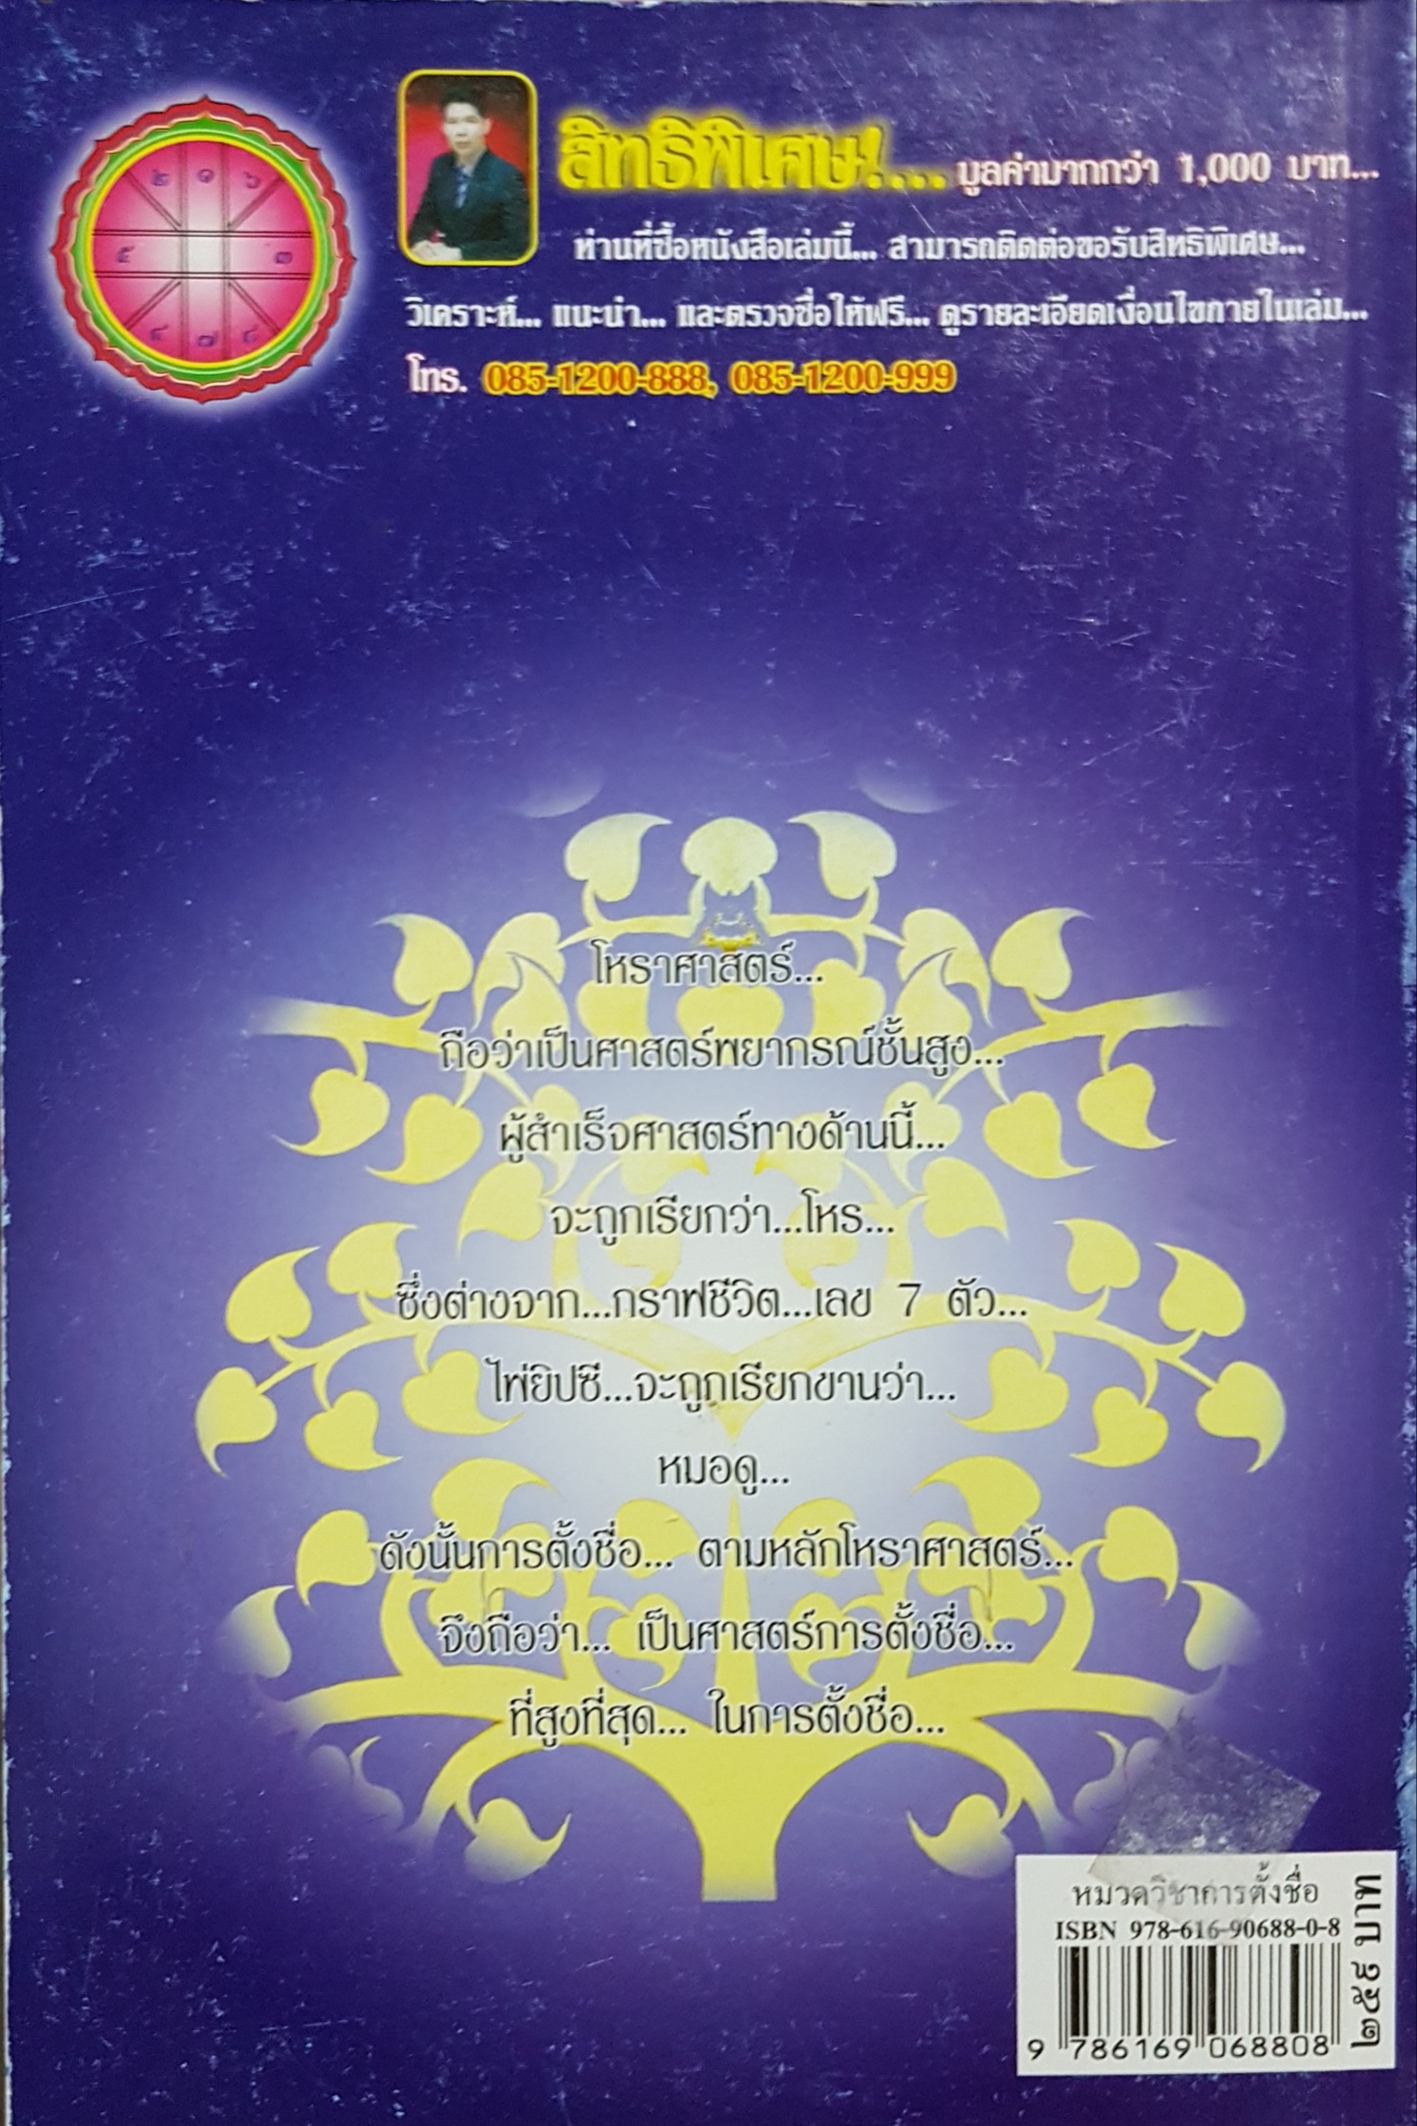 ๒ ๑ ๖
๕ ๓
๔ ๗ ๘
สิทธิพิเศษ!.... มูลค่ามากกว่า 1,000 บาท...
ท่านที่ซื้อหนังสือเล่มนี้... สามารถติดต่อขอรับสิทธิพิเศษ...
วิเคราะห์... แนะนำ... และตรวจชื่อให้ฟรี... ดูรายละเอียดเงื่อนไขภายในเล่ม...
โทร. 085-1200-888, 085-1200-999
โหราศาสตร์...
ถือว่าเป็นศาสตร์พยากรณ์ชั้นสูง...
ผู้สำเร็จศาสตร์ทางด้านนี้...
จะถูกเรียกว่า...โหร...
ซึ่งต่างจาก...กราฟชีวิต...เลข 7 ตัว...
ไพ่ยิปซี...จะถูกเรียกขานว่า...
หมอดู...
ดังนั้นการตั้งชื่อ... ตามหลักโหราศาสตร์...
จึงถือว่า... เป็นศาสตร์การตั้งชื่อ...
ที่สูงที่สุด... ในการตั้งชื่อ...
หมวดวิชาการตั้งชื่อ
ISBN 978-616-90688-0-8
9 786169 068808
๒๕๕ บาท